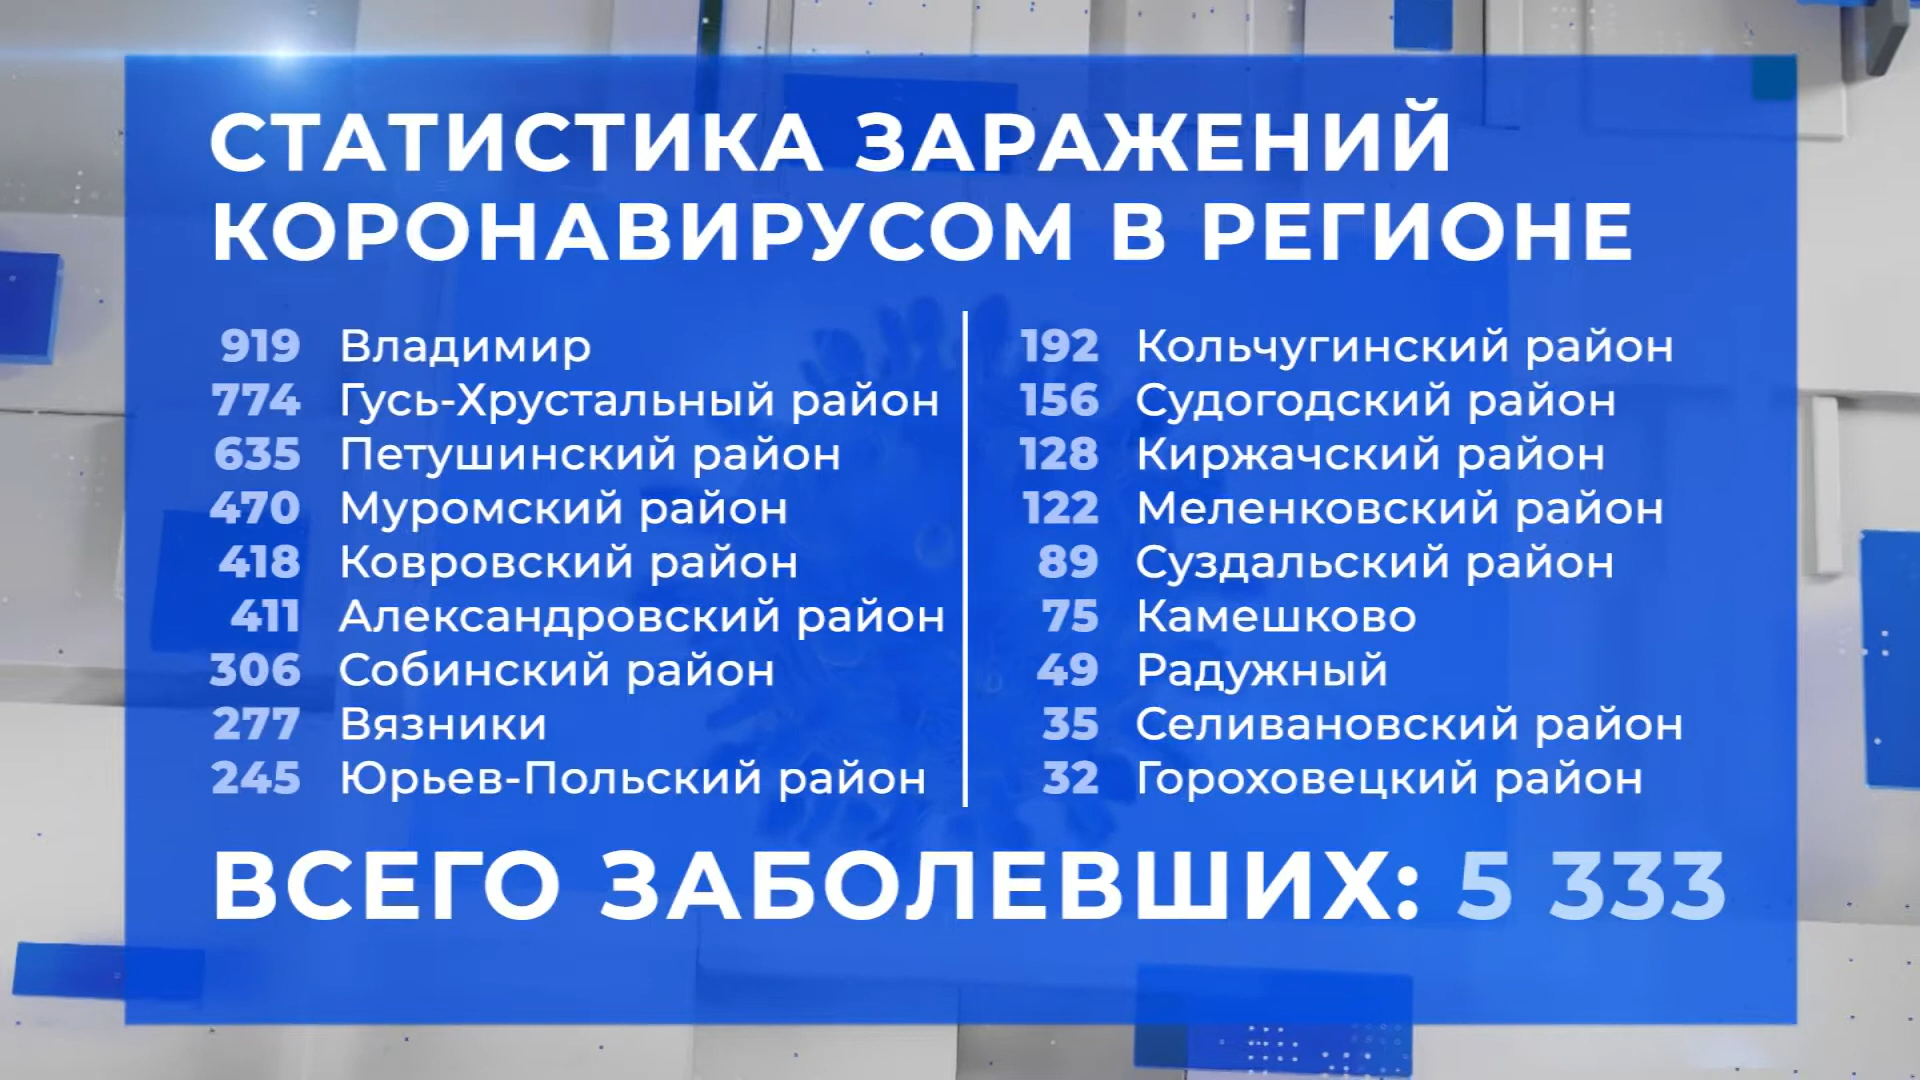 СТАТИСТИКА ЗАРАЖЕНИЙ
КОРОНАВИРУСОМ В РЕГИОНЕ
919 Владимир
774 Гусь-Хрустальный район
635 Петушинский район
470 Муромский район
418 Ковровский район
411 Александровский район
306 Собинский район
277 Вязники
245 Юрьев-Польский район
192 Кольчугинский район
156 Судогодский район
128 Киржачский район
122 Меленковский район
89 Суздальский район
75 Камешково
49 Радужный
35 Селивановский район
32 Гороховецкий район
ВСЕГО ЗАБОЛЕВШИХ: 5 333